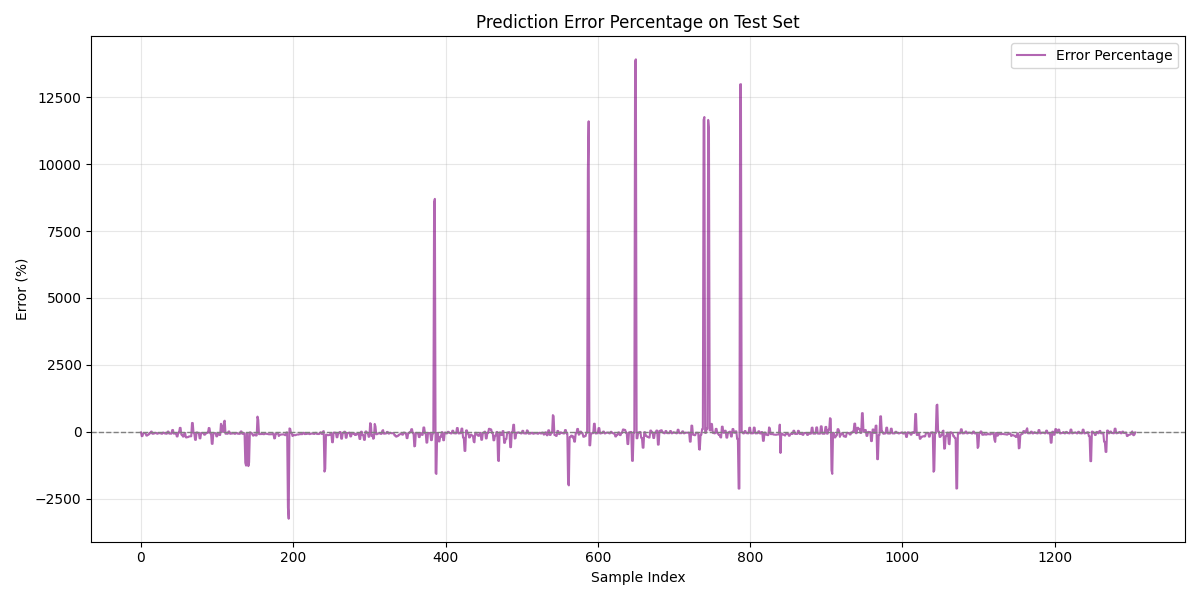 Prediction Error Percentage on Test Set
Error Percentage
Error (%)
12500
10000
7500
5000
2500
0
−2500
0 200 400 600 800 1000 1200
Sample Index